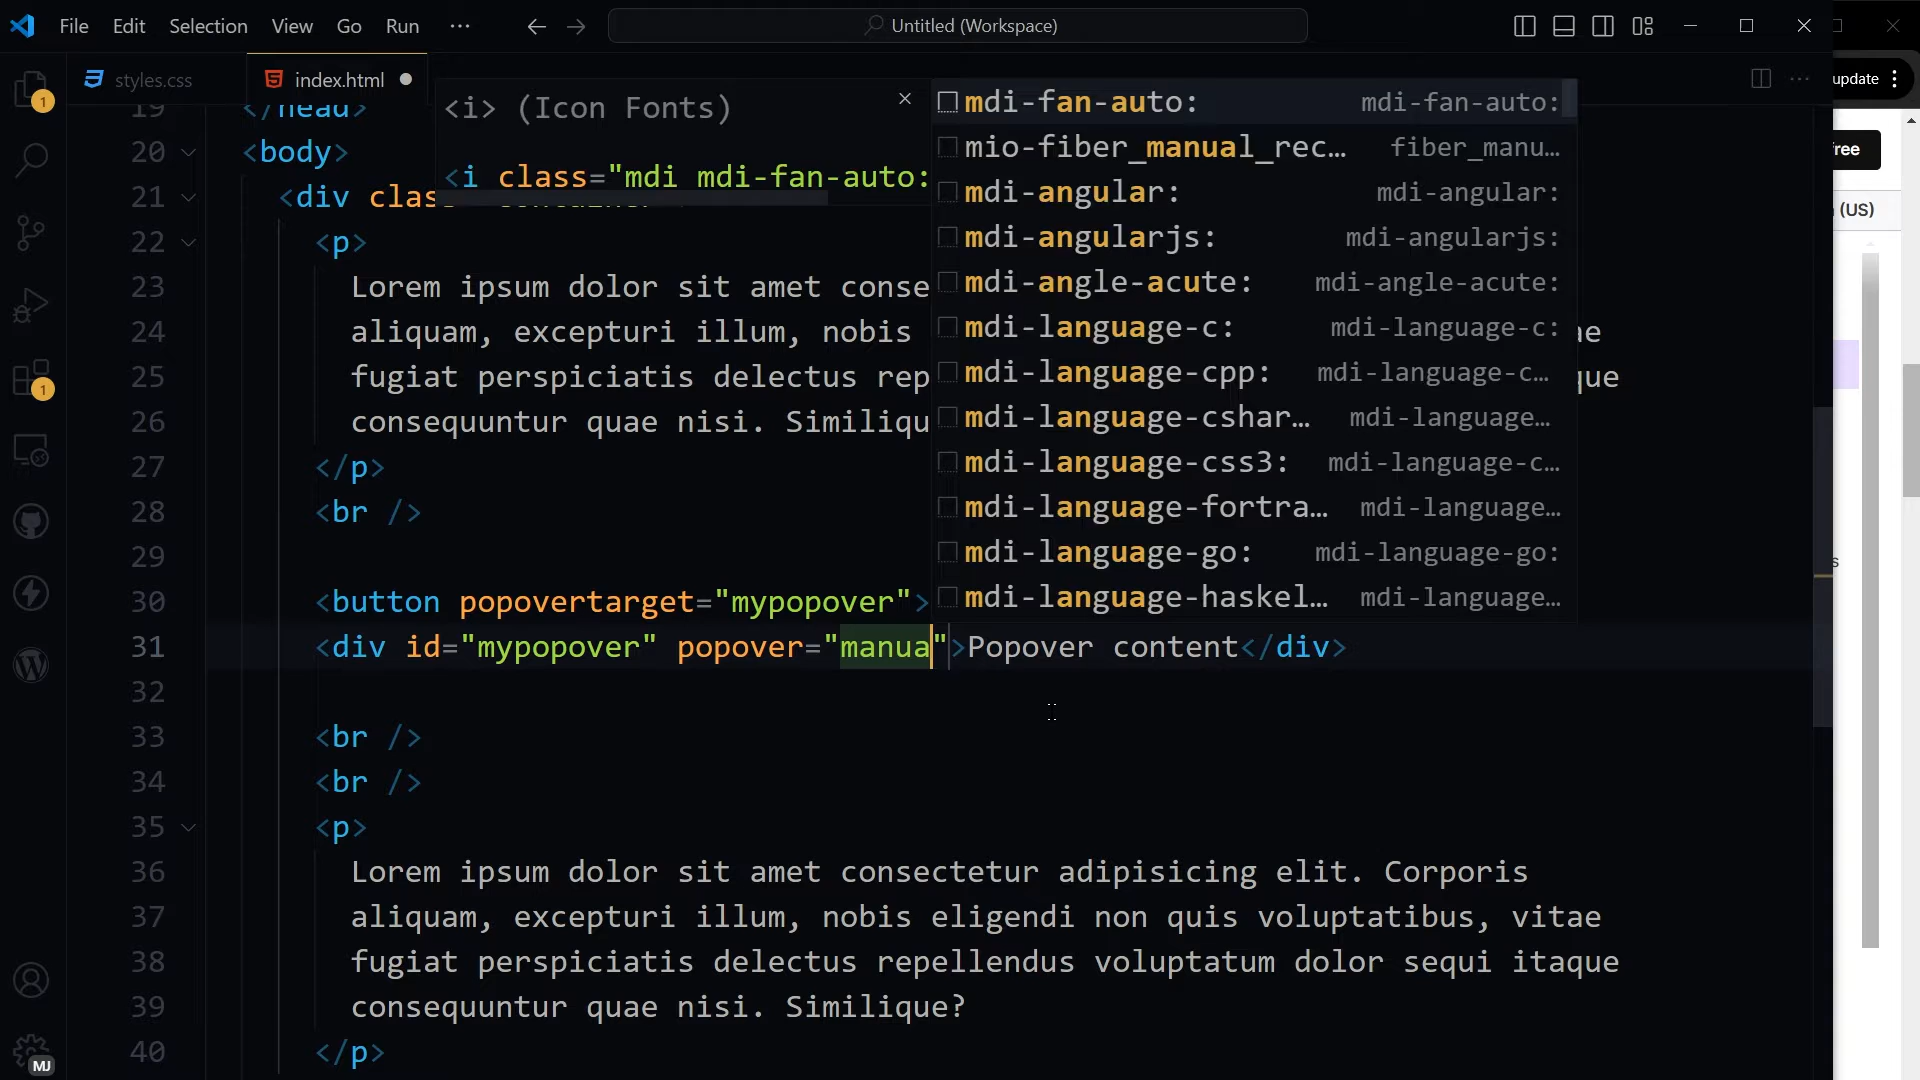 File Edit Selection View Go Run ··· Untitled (Workspace)
styles.css index.html update
<i> (Icon Fonts)
<i class="mdi mdi-fan-auto:
mdi-fan-auto: mdi-fan-auto:
mio-fiber_manual_rec… fiber_manu…
mdi-angular: mdi-angular:
mdi-angularjs: mdi-angularjs:
mdi-angle-acute: mdi-angle-acute:
mdi-language-c: mdi-language-c:
mdi-language-cpp: mdi-language-c…
mdi-language-cshar… mdi-language…
mdi-language-css3: mdi-language-c…
mdi-language-fortra… mdi-language…
mdi-language-go: mdi-language-go:
mdi-language-haskel… mdi-language…
19 </head>
20 <body>
21 <div clas
22 <p>
23 Lorem ipsum dolor sit amet conse
24 aliquam, excepturi illum, nobis ae
25 fugiat perspiciatis delectus rep que
26 consequuntur quae nisi. Similiqu
27 </p>
28 <br />
29
30 <button popovertarget="mypopover">
31 <div id="mypopover" popover="manua">Popover content</div>
32
33 <br />
34 <br />
35 <p>
36 Lorem ipsum dolor sit amet consectetur adipisicing elit. Corporis
37 aliquam, excepturi illum, nobis eligendi non quis voluptatibus, vitae
38 fugiat perspiciatis delectus repellendus voluptatum dolor sequi itaque
39 consequuntur quae nisi. Similique?
40 </p>
1
1
MJ
ree
(US)
s